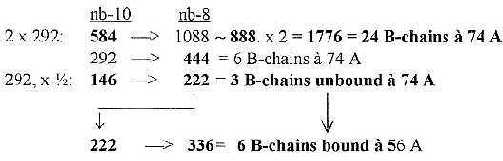 nb-10 nb-8
2 x 292: 584 —> 1088 ~ 888. x 2 = 1776 = 24 B-chains à 74 A
292 —> 444 = 6 B-chains à 74 A
292, x ½: 146 —> 222 = 3 B-chains unbound à 74 A
222 —> 336= 6 B-chains bound à 56 A